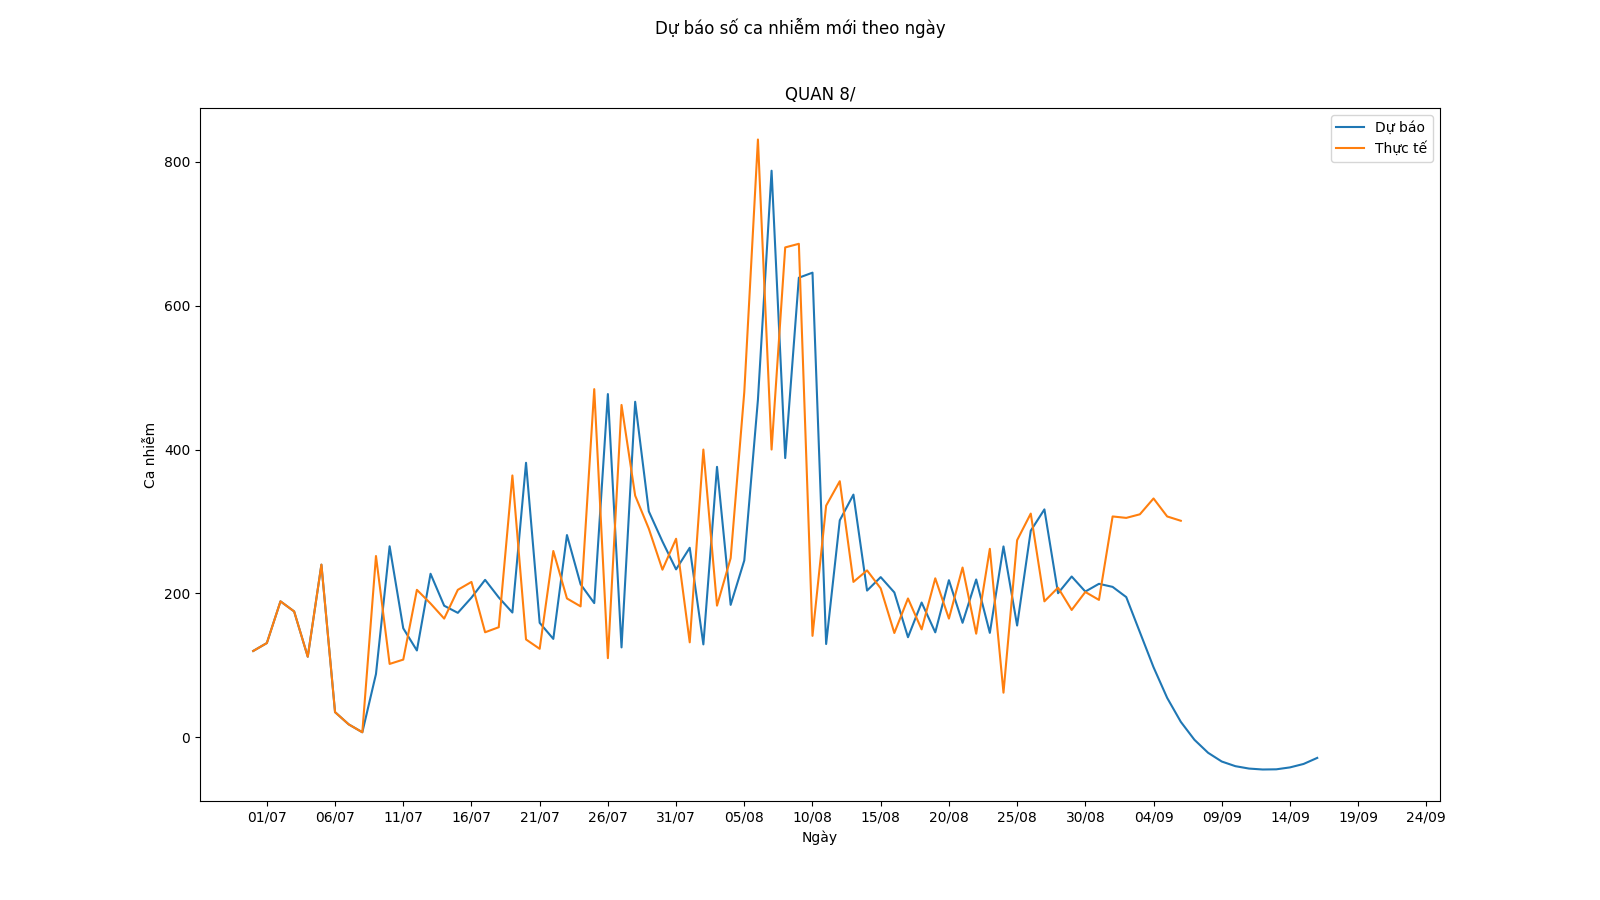 Dự báo số ca nhiễm mới theo ngày
QUAN 8/
Dự báo
Thực tế
800
600
400
200
0
Ca nhiễm
01/07 06/07 11/07 16/07 21/07 26/07 31/07 05/08 10/08 15/08 20/08 25/08 30/08 04/09 09/09 14/09 19/09 24/09
Ngày